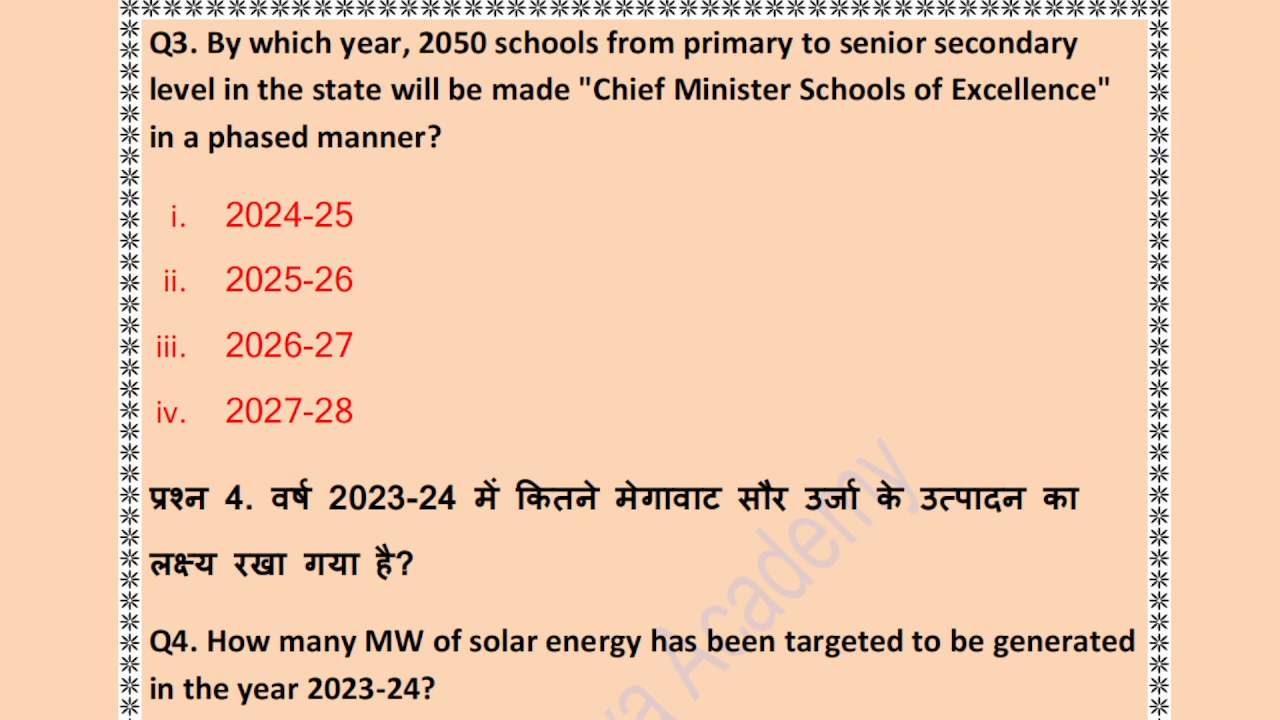 Q3. By which year, 2050 schools from primary to senior secondary
level in the state will be made "Chief Minister Schools of Excellence"
in a phased manner?
i. 2024-25
ii. 2025-26
iii. 2026-27
iv. 2027-28
प्रश्न 4. वर्ष 2023-24 में कितने मेगावाट सौर उर्जा के उत्पादन का
लक्ष्य रखा गया है?
Q4. How many MW of solar energy has been targeted to be generated
in the year 2023-24?
Academy